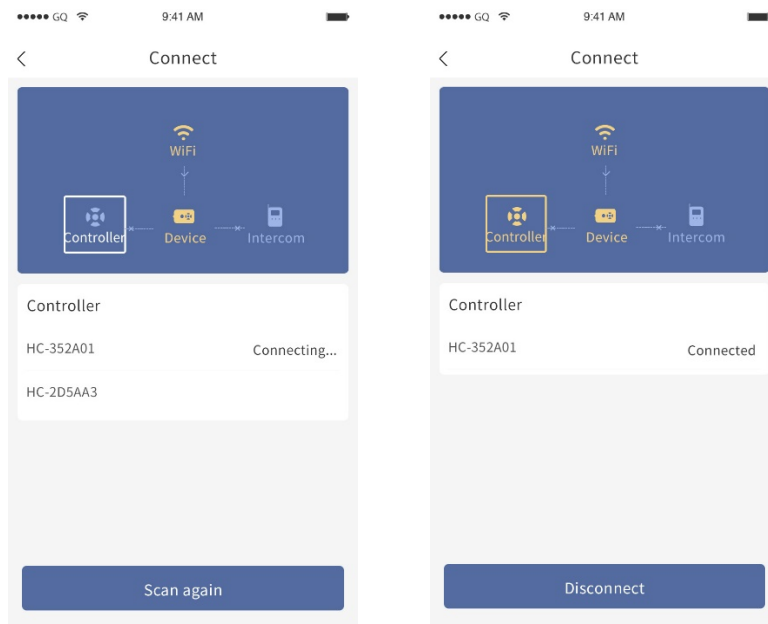 GQ 9:41 AM
Connect
WiFi
Controller Device Intercom
Controller
HC-352A01 Connecting...
HC-2D5AA3
Scan again
GQ 9:41 AM
Connect
WiFi
Controller Device Intercom
Controller
HC-352A01 Connected
Disconnect